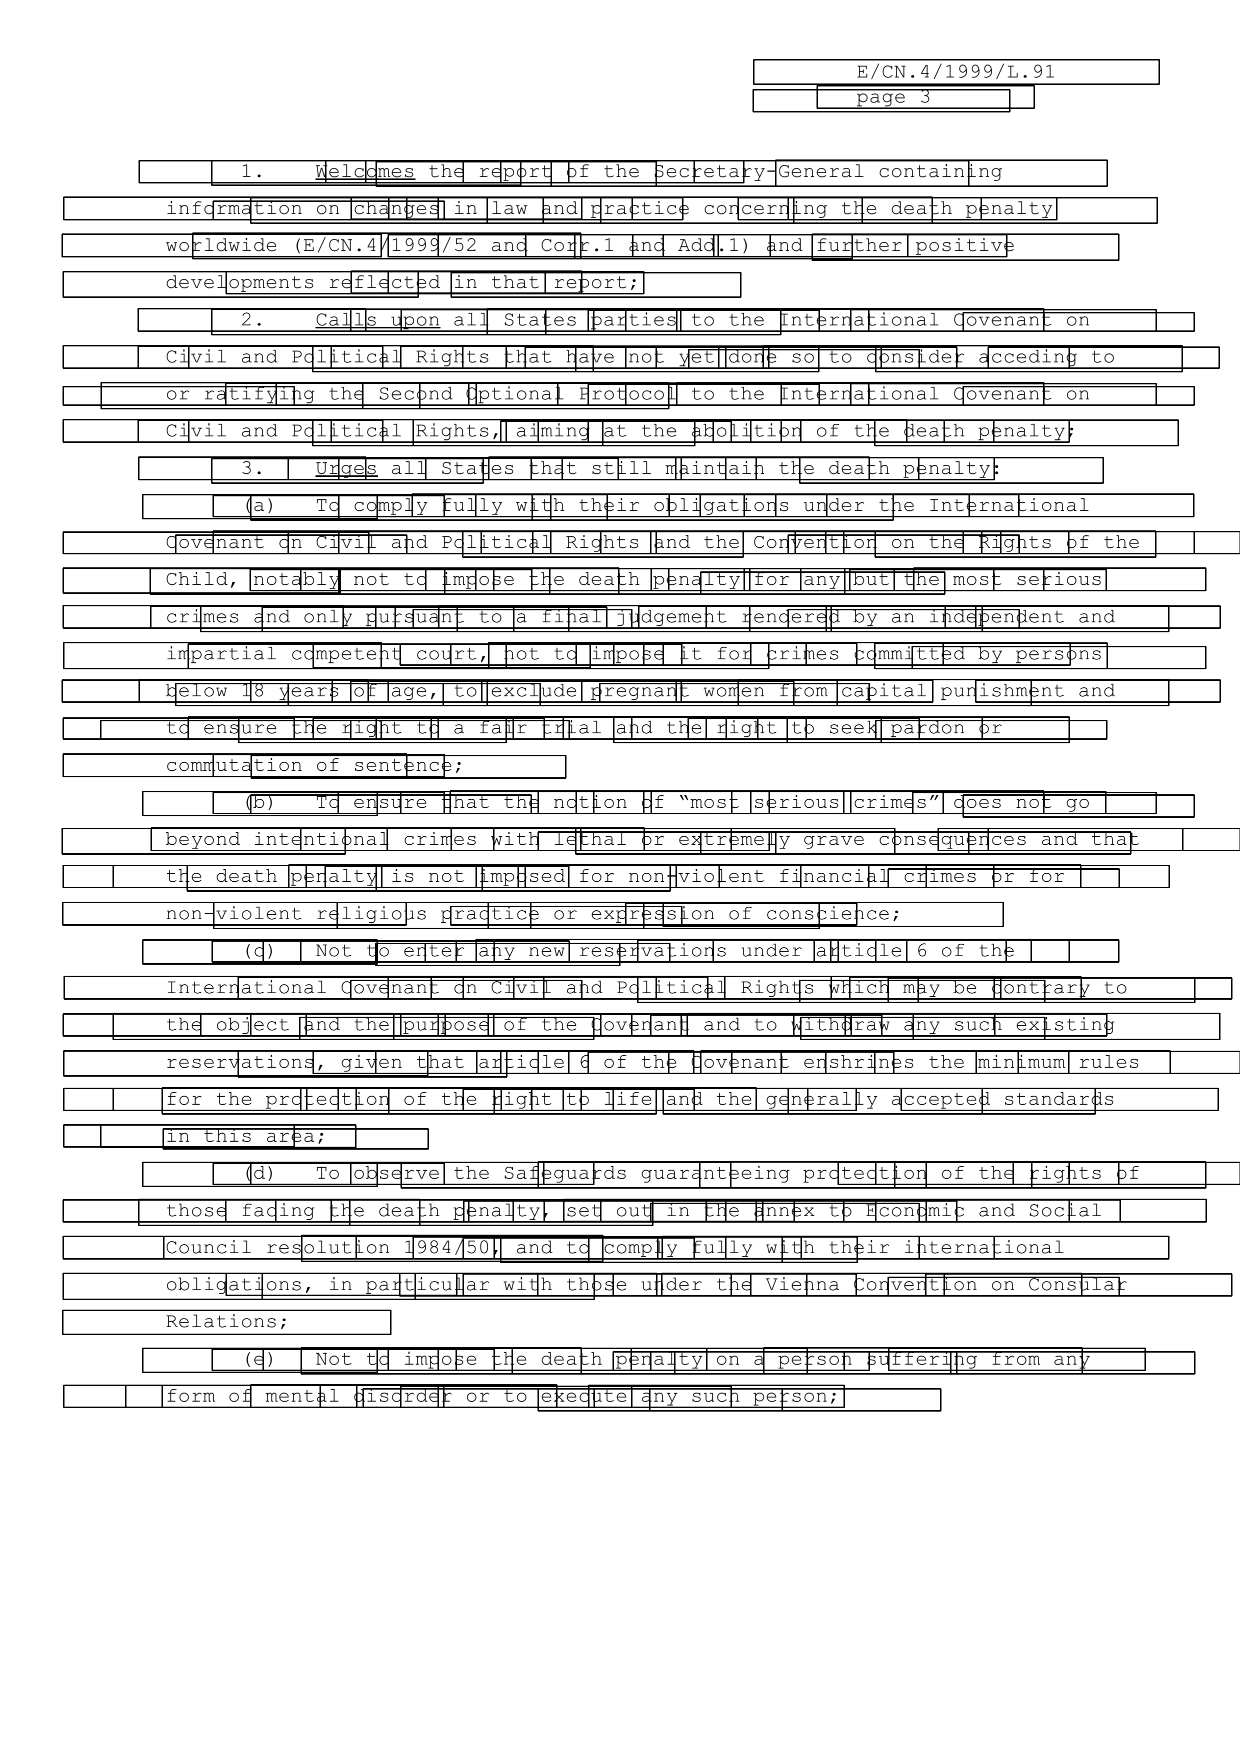 E/CN.4/1999/L.91
page 3
1. Welcomes the report of the Secretary-General containing
information on changes in law and practice concerning the death penalty
worldwide (E/CN.4/1999/52 and Corr.1 and Add.1) and further positive
developments reflected in that report;
2. Calls upon all States parties to the International Covenant on
Civil and Political Rights that have not yet done so to consider acceding to
or ratifying the Second Optional Protocol to the International Covenant on
Civil and Political Rights, aiming at the abolition of the death penalty;
3. Urges all States that still maintain the death penalty:
(a) To comply fully with their obligations under the International
Covenant on Civil and Political Rights and the Convention on the Rights of the
Child, notably not to impose the death penalty for any but the most serious
crimes and only pursuant to a final judgement rendered by an independent and
impartial competent court, not to impose it for crimes committed by persons
below 18 years of age, to exclude pregnant women from capital punishment and
to ensure the right to a fair trial and the right to seek pardon or
commutation of sentence;
(b) To ensure that the notion of “most serious crimes” does not go
beyond intentional crimes with lethal or extremely grave consequences and that
the death penalty is not imposed for non-violent financial crimes or for
non-violent religious practice or expression of conscience;
(c) Not to enter any new reservations under article 6 of the
International Covenant on Civil and Political Rights which may be contrary to
the object and the purpose of the Covenant and to withdraw any such existing
reservations, given that article 6 of the Covenant enshrines the minimum rules
for the protection of the right to life and the generally accepted standards
in this area;
(d) To observe the Safeguards guaranteeing protection of the rights of
those facing the death penalty, set out in the annex to Economic and Social
Council resolution 1984/50, and to comply fully with their international
obligations, in particular with those under the Vienna Convention on Consular
Relations;
(e) Not to impose the death penalty on a person suffering from any
form of mental disorder or to execute any such person;